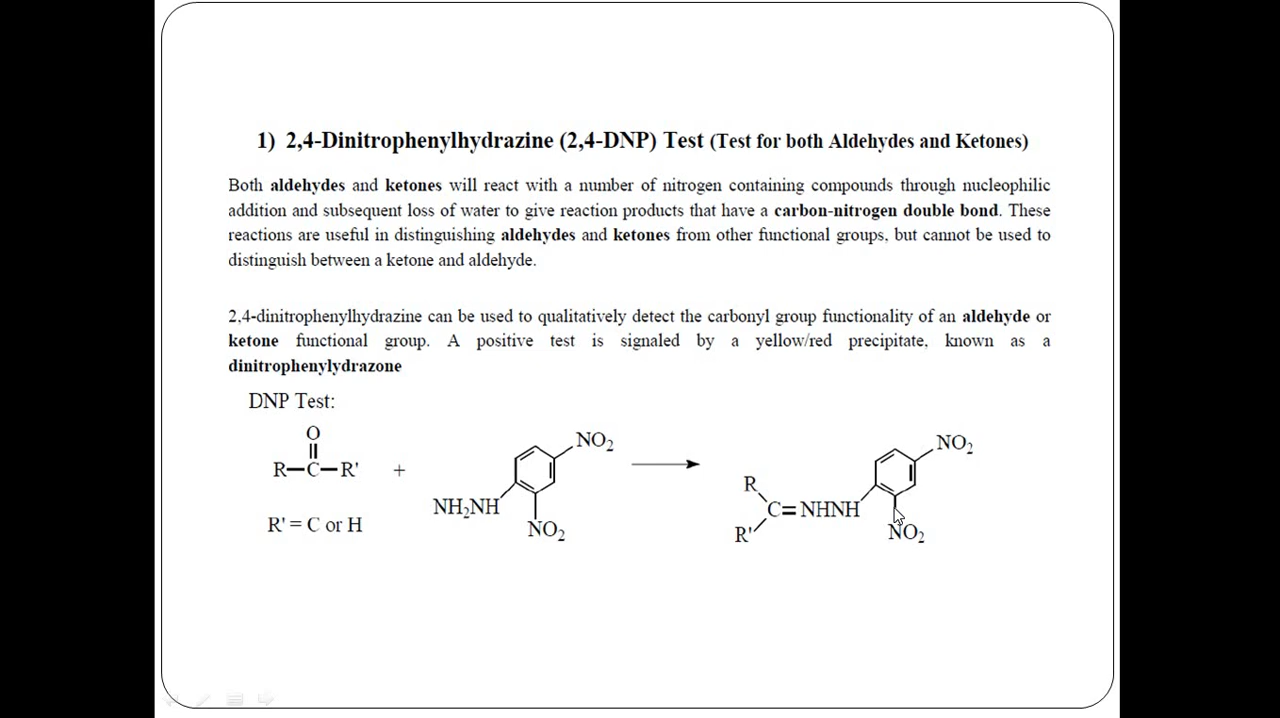 1) 2,4-Dinitrophenylhydrazine (2,4-DNP) Test (Test for both Aldehydes and Ketones)
Both aldehydes and ketones will react with a number of nitrogen containing compounds through nucleophilic
addition and subsequent loss of water to give reaction products that have a carbon-nitrogen double bond. These
reactions are useful in distinguishing aldehydes and ketones from other functional groups, but cannot be used to
distinguish between a ketone and aldehyde.
2,4-dinitrophenylhydrazine can be used to qualitatively detect the carbonyl group functionality of an aldehyde or
ketone functional group. A positive test is signaled by a yellow/red precipitate, known as a
dinitrophenylydrazone
DNP Test:
O
R–C–R' +
R' = C or H
NO2
NH2NH
NO2
NO2
R
C=NHNH
R'
NO2